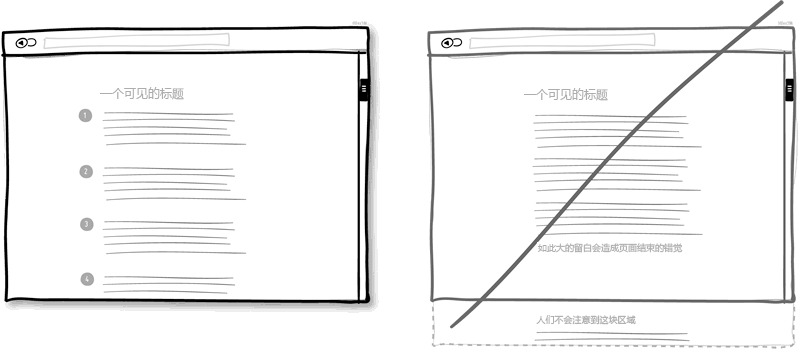 一个可见的标题
1
2
3
4
一个可见的标题
如此大的留白会造成页面结束的错觉
人们不会注意到这块区域